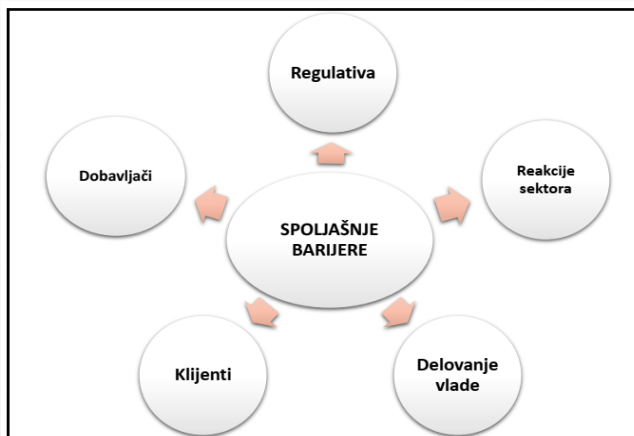 Regulativa
Dobavljači
Reakcije
sektora
SPOLJAŠNJE
BARIJERE
Klijenti
Delovanje
vlade